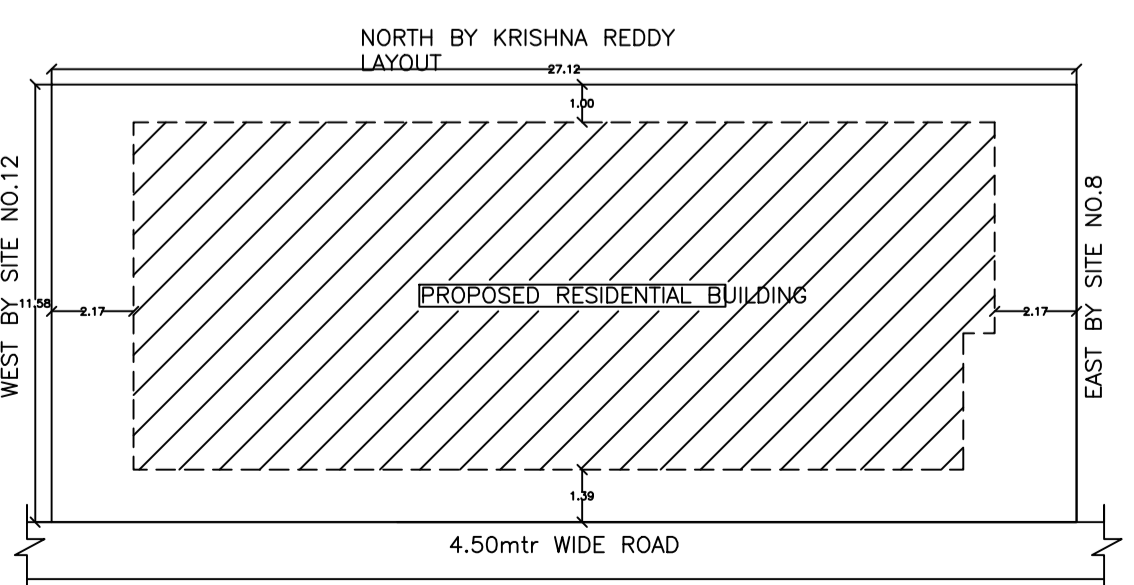 NORTH BY KRISHNA REDDY
LAYOUT
27.12
1.00
WEST BY SITE NO.12
11.58
2.17
PROPOSED RESIDENTIAL BUILDING
2.17
EAST BY SITE NO.8
1.39
4.50mtr WIDE ROAD